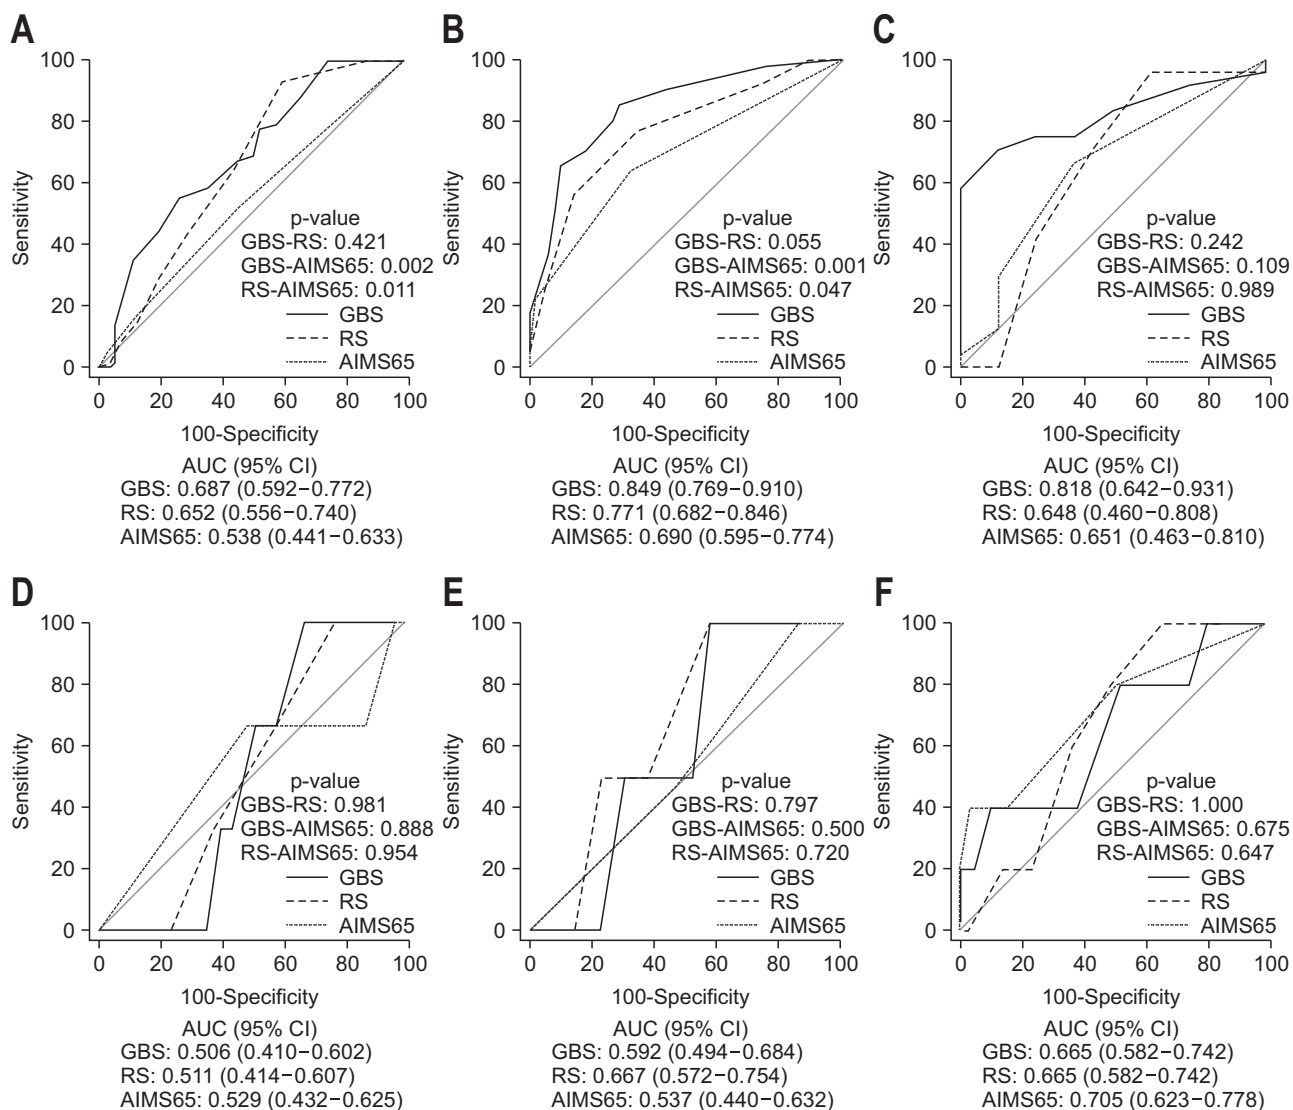 A
100
80
60
40
20
0
Sensitivity
p-value
GBS-RS: 0.421
GBS-AIMS65: 0.002
RS-AIMS65: 0.011
GBS
RS
AIMS65
0 20 40 60 80 100
100-Specificity
AUC (95% CI)
GBS: 0.687 (0.592−0.772)
RS: 0.652 (0.556−0.740)
AIMS65: 0.538 (0.441−0.633)
B
100
80
60
40
20
0
Sensitivity
p-value
GBS-RS: 0.055
GBS-AIMS65: 0.001
RS-AIMS65: 0.047
GBS
RS
AIMS65
0 20 40 60 80 100
100-Specificity
AUC (95% CI)
GBS: 0.849 (0.769−0.910)
RS: 0.771 (0.682−0.846)
AIMS65: 0.690 (0.595−0.774)
C
100
80
60
40
20
0
Sensitivity
p-value
GBS-RS: 0.242
GBS-AIMS65: 0.109
RS-AIMS65: 0.989
GBS
RS
AIMS65
0 20 40 60 80 100
100-Specificity
AUC (95% CI)
GBS: 0.818 (0.642−0.931)
RS: 0.648 (0.460−0.808)
AIMS65: 0.651 (0.463−0.810)
D
100
80
60
40
20
0
Sensitivity
p-value
GBS-RS: 0.981
GBS-AIMS65: 0.888
RS-AIMS65: 0.954
GBS
RS
AIMS65
0 20 40 60 80 100
100-Specificity
AUC (95% CI)
GBS: 0.506 (0.410−0.602)
RS: 0.511 (0.414−0.607)
AIMS65: 0.529 (0.432−0.625)
E
100
80
60
40
20
0
Sensitivity
p-value
GBS-RS: 0.797
GBS-AIMS65: 0.500
RS-AIMS65: 0.720
GBS
RS
AIMS65
0 20 40 60 80 100
100-Specificity
AUC (95% CI)
GBS: 0.592 (0.494−0.684)
RS: 0.667 (0.572−0.754)
AIMS65: 0.537 (0.440−0.632)
F
100
80
60
40
20
0
Sensitivity
p-value
GBS-RS: 1.000
GBS-AIMS65: 0.675
RS-AIMS65: 0.647
GBS
RS
AIMS65
0 20 40 60 80 100
100-Specificity
AUC (95% CI)
GBS: 0.665 (0.582−0.742)
RS: 0.665 (0.582−0.742)
AIMS65: 0.705 (0.623−0.778)